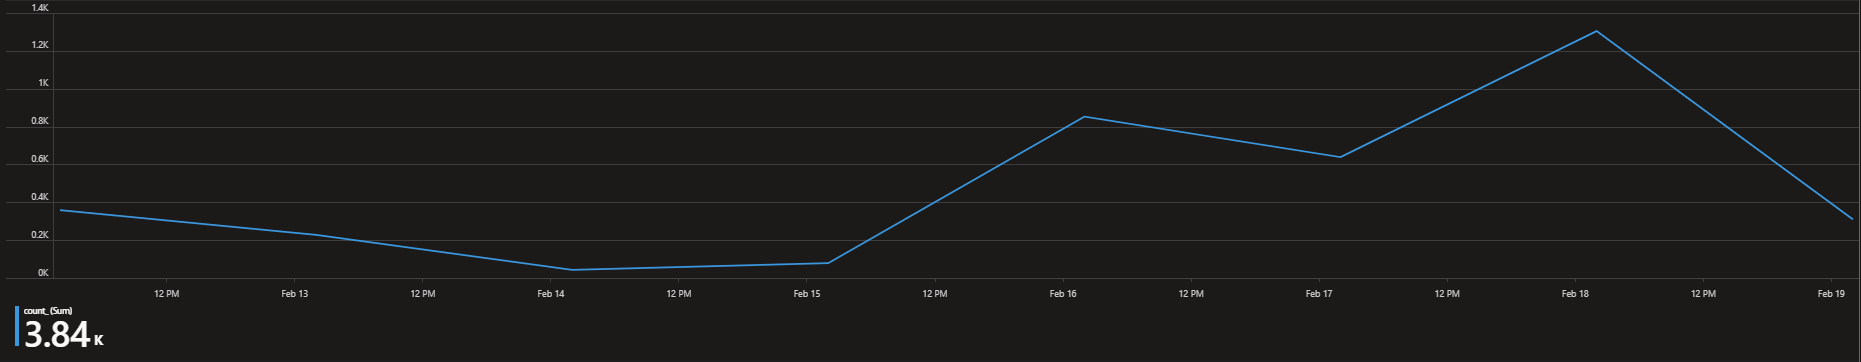 1.4K
1.2K
1K
0.8K
0.6K
0.4K
0.2K
0K
12 PM Feb 13 12 PM Feb 14 12 PM Feb 15 12 PM Feb 16 12 PM Feb 17 12 PM Feb 18 12 PM Feb 19
count_ (Sum)
3.84 K